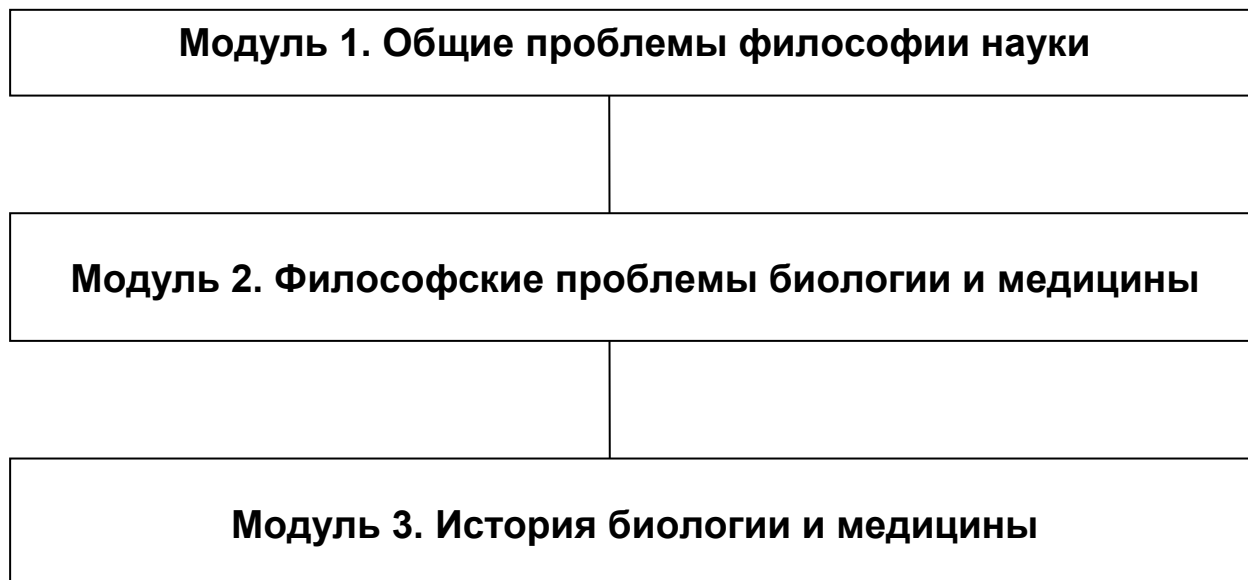 Модуль 1. Общие проблемы философии науки
Модуль 2. Философские проблемы биологии и медицины
Модуль 3. История биологии и медицины